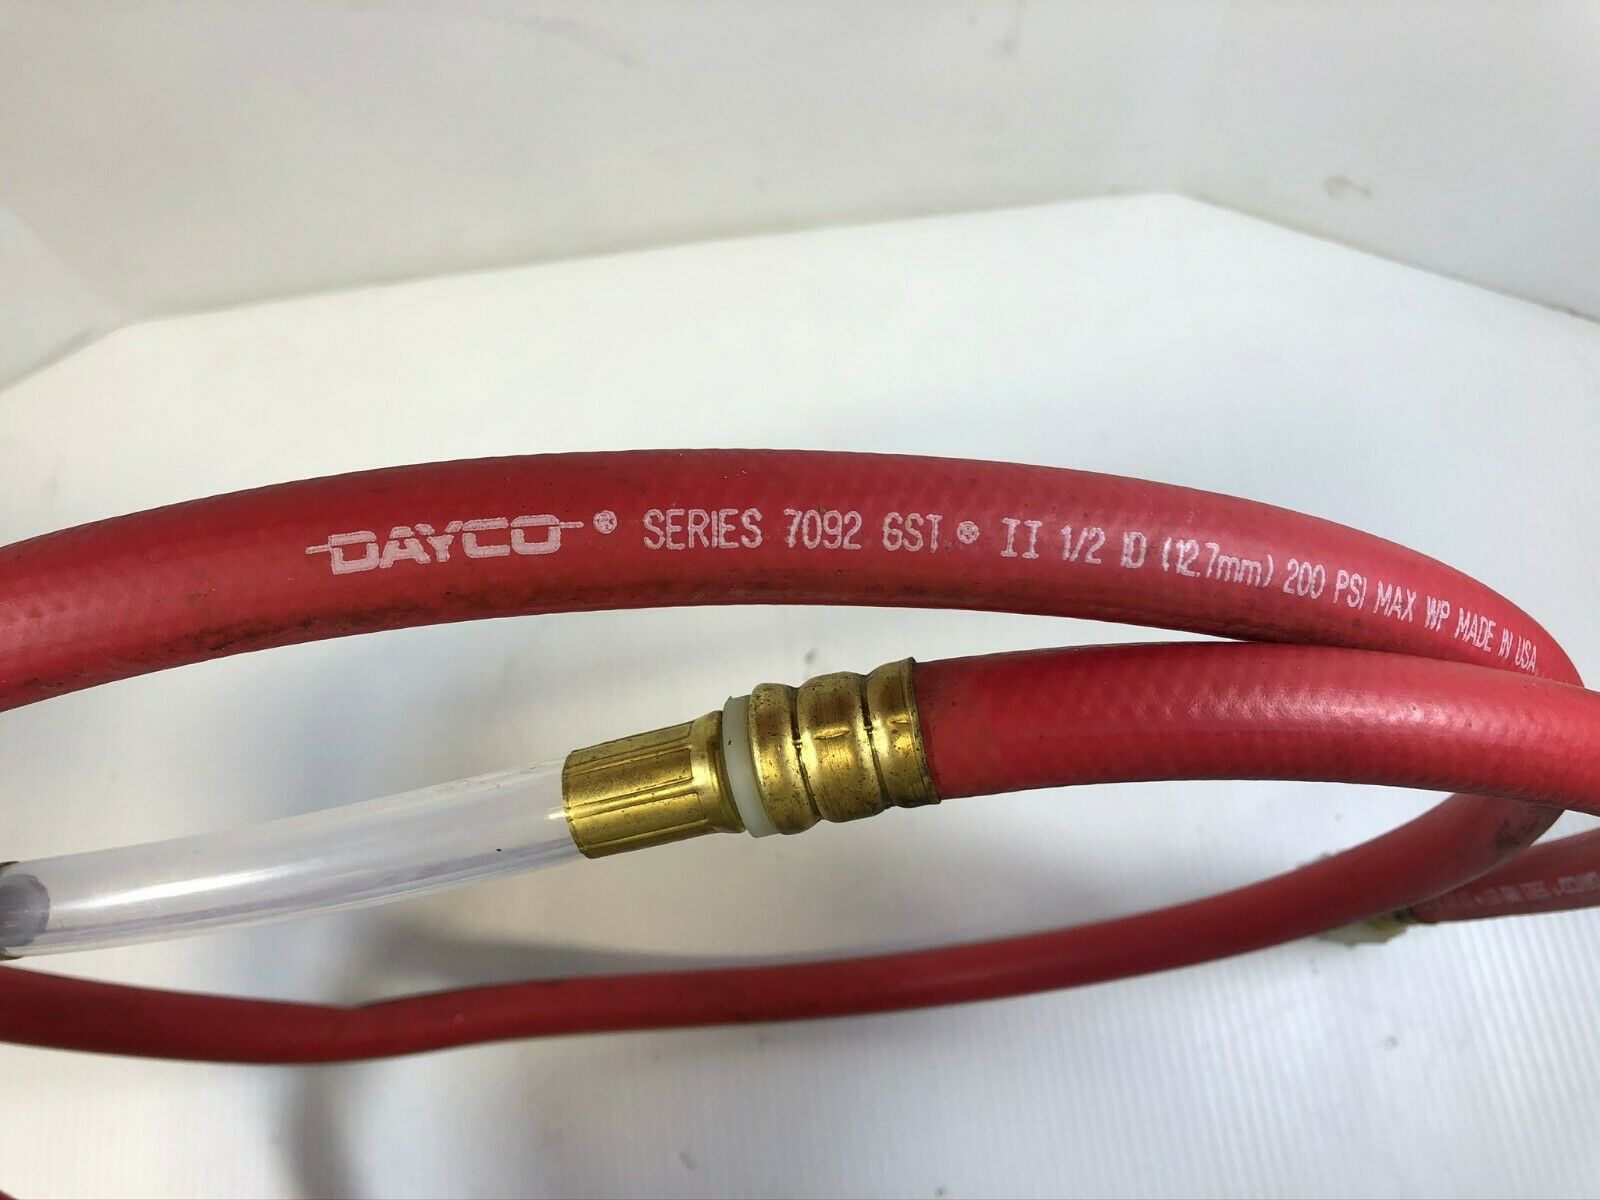 DAYCO® SERIES 7092 GST® II 1/2 ID (12.7mm) 200 PSI MAX WP MADE IN USA